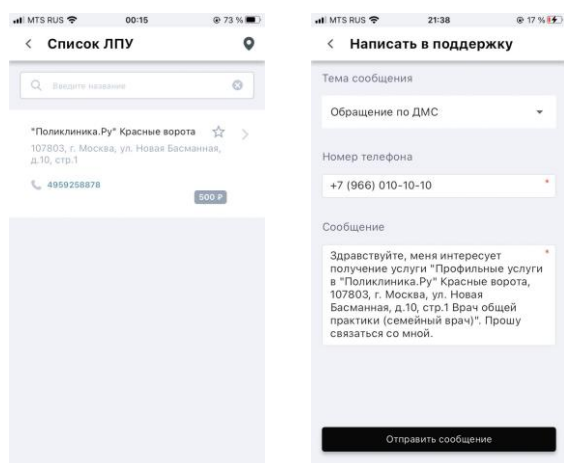 MTS RUS 00:15 73 %
Список ЛПУ
Введите название
"Поликлиника.Ру" Красные ворота
107803, г. Москва, ул. Новая Басманная,
д.10, стр.1
4959258878
500 ₽
MTS RUS 21:38 17 %
Написать в поддержку
Тема сообщения
Обращение по ДМС
Номер телефона
+7 (966) 010-10-10 *
Сообщение
Здравствуйте, меня интересует *
получение услуги "Профильные услуги
в "Поликлиника.Ру" Красные ворота,
107803, г. Москва, ул. Новая
Басманная, д.10, стр.1 Врач общей
практики (семейный врач)". Прошу
связаться со мной.
Отправить сообщение